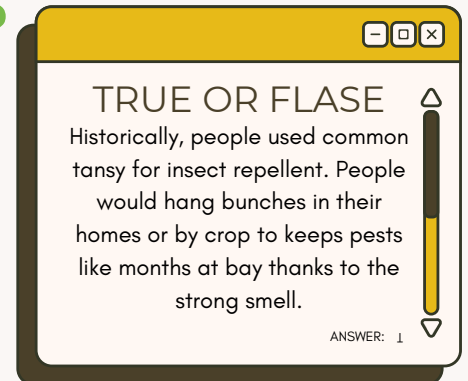 TRUE OR FLASE
Historically, people used common
tansy for insect repellent. People
would hang bunches in their
homes or by crop to keeps pests
like months at bay thanks to the
strong smell.
ANSWER: T